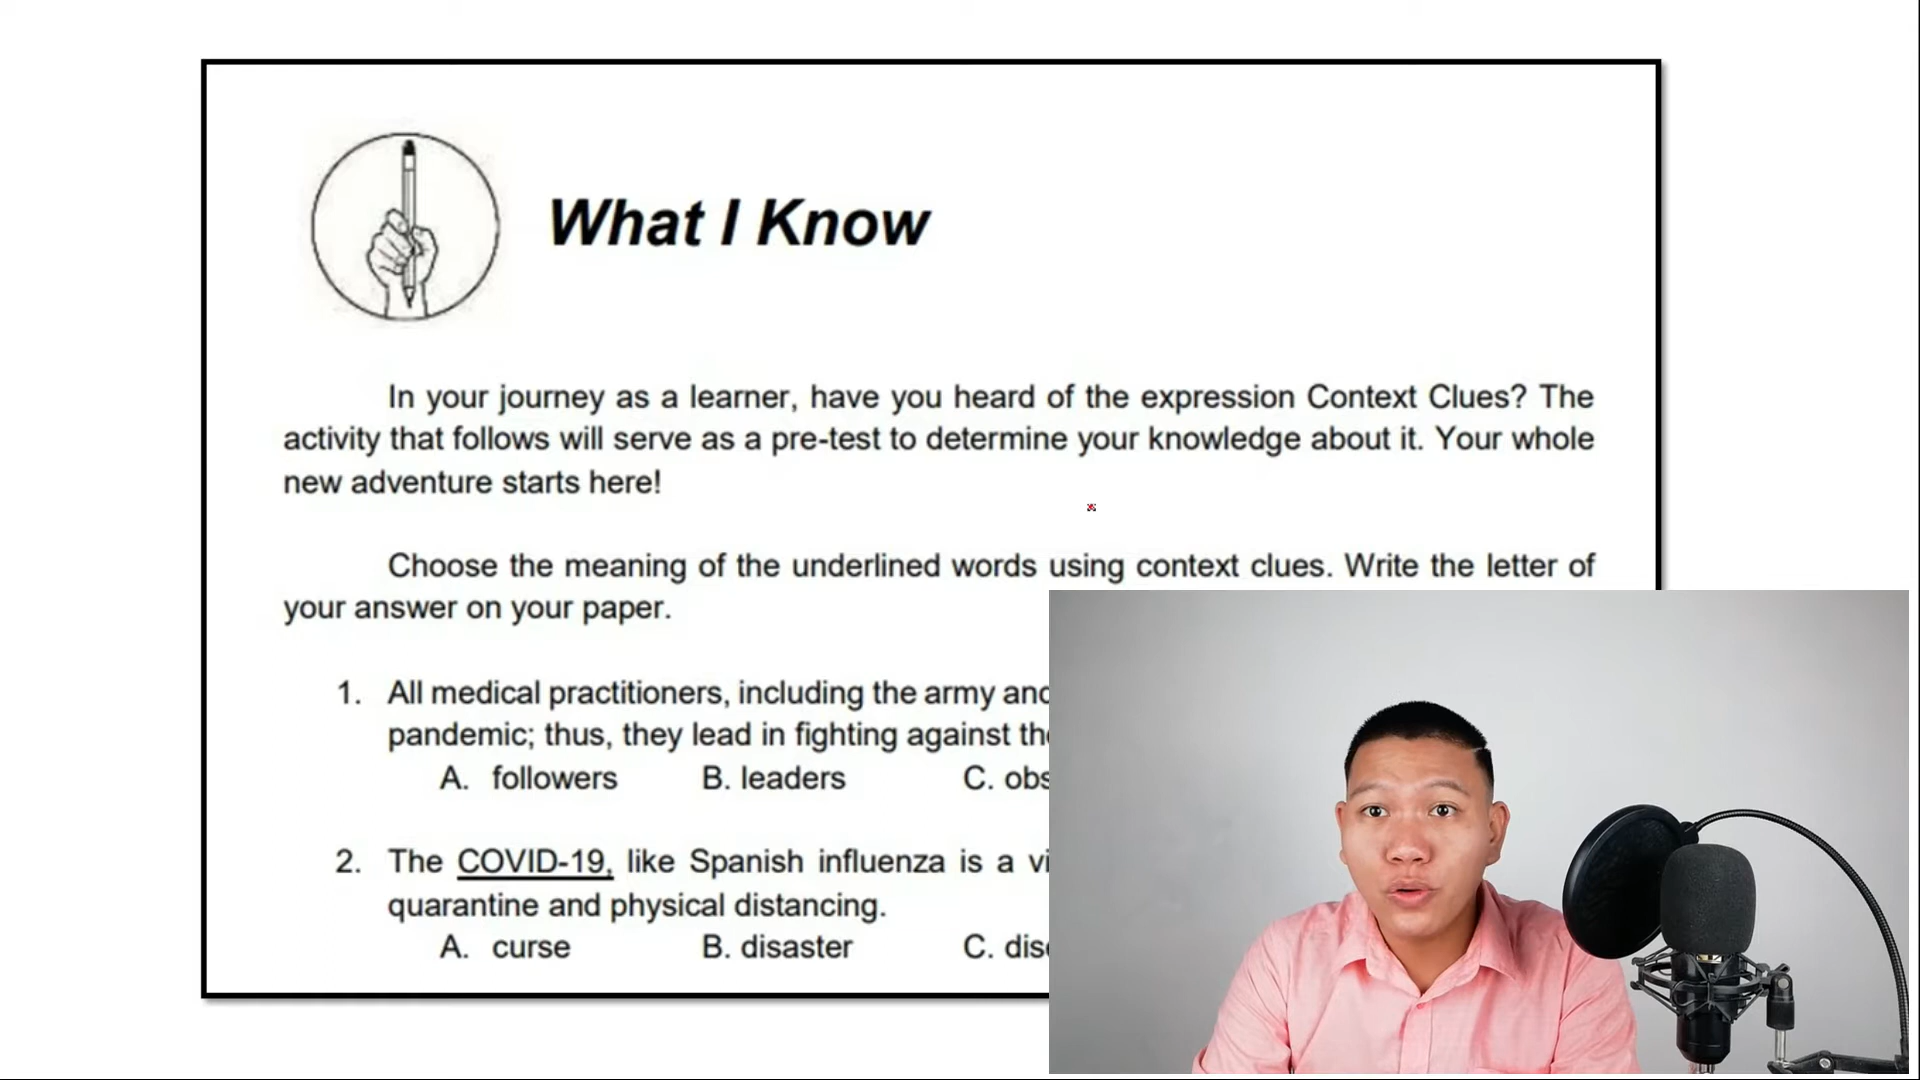 What I Know
In your journey as a learner, have you heard of the expression Context Clues? The
activity that follows will serve as a pre-test to determine your knowledge about it. Your whole
new adventure starts here!
Choose the meaning of the underlined words using context clues. Write the letter of
your answer on your paper.
1. All medical practitioners, including the army and
pandemic; thus, they lead in fighting against
A. followers B. leaders C.
2. The COVID-19, like Spanish influenza is a
quarantine and physical distancing.
A. curse B. disaster C.